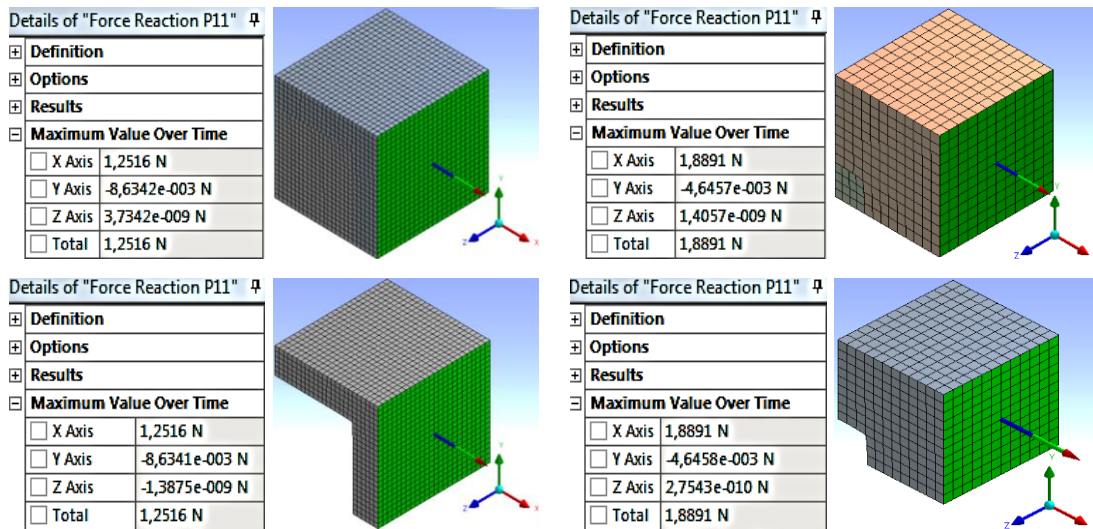 Details of "Force Reaction P11"
Definition
Options
Results
Maximum Value Over Time
X Axis 1,2516 N
Y Axis -8,6342e-003 N
Z Axis 3,7342e-009 N
Total 1,2516 N
Y
Z
X
Details of "Force Reaction P11"
Definition
Options
Results
Maximum Value Over Time
X Axis 1,8891 N
Y Axis -4,6457e-003 N
Z Axis 1,4057e-009 N
Total 1,8891 N
Y
Z
Details of "Force Reaction P11"
Definition
Options
Results
Maximum Value Over Time
X Axis 1,2516 N
Y Axis -8,6341e-003 N
Z Axis -1,3875e-009 N
Total 1,2516 N
Y
Z
X
Details of "Force Reaction P11"
Definition
Options
Results
Maximum Value Over Time
X Axis 1,8891 N
Y Axis -4,6458e-003 N
Z Axis 2,7543e-010 N
Total 1,8891 N
Y
Z